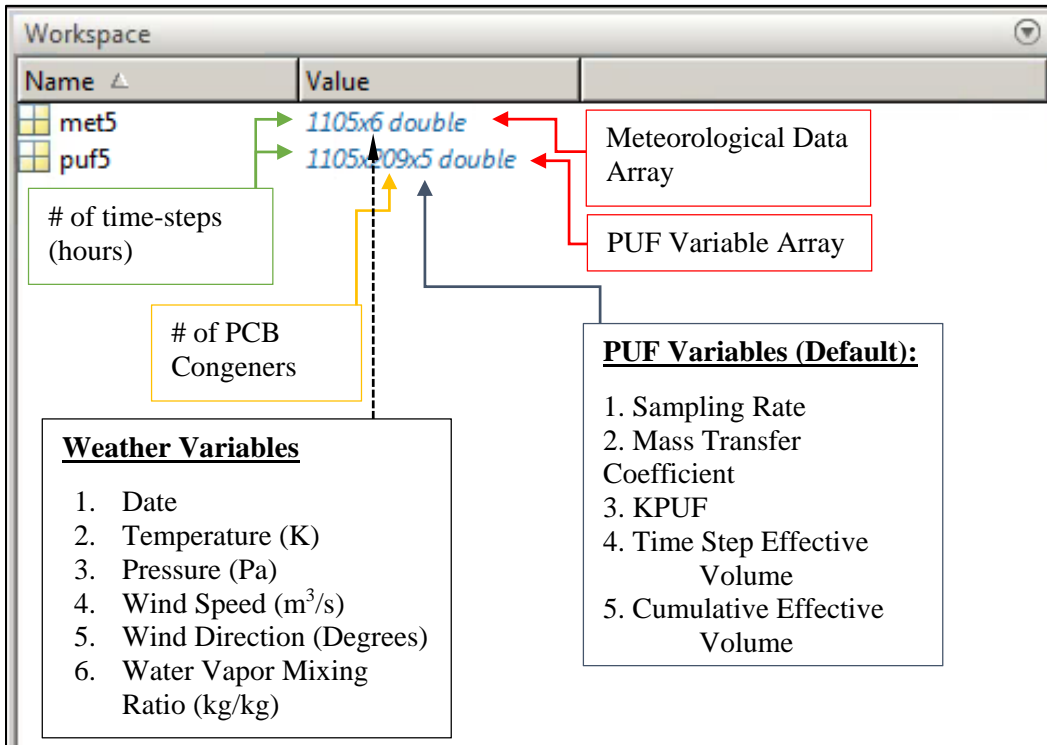 Workspace
Name
Value
met5
1105x6 double
puf5
1105x209x5 double
Meteorological Data
Array
# of time-steps
(hours)
PUF Variable Array
# of PCB
Congeners
Weather Variables
1. Date
2. Temperature (K)
3. Pressure (Pa)
4. Wind Speed (m³/s)
5. Wind Direction (Degrees)
6. Water Vapor Mixing
Ratio (kg/kg)
PUF Variables (Default):
1. Sampling Rate
2. Mass Transfer
Coefficient
3. KPUF
4. Time Step Effective
Volume
5. Cumulative Effective
Volume